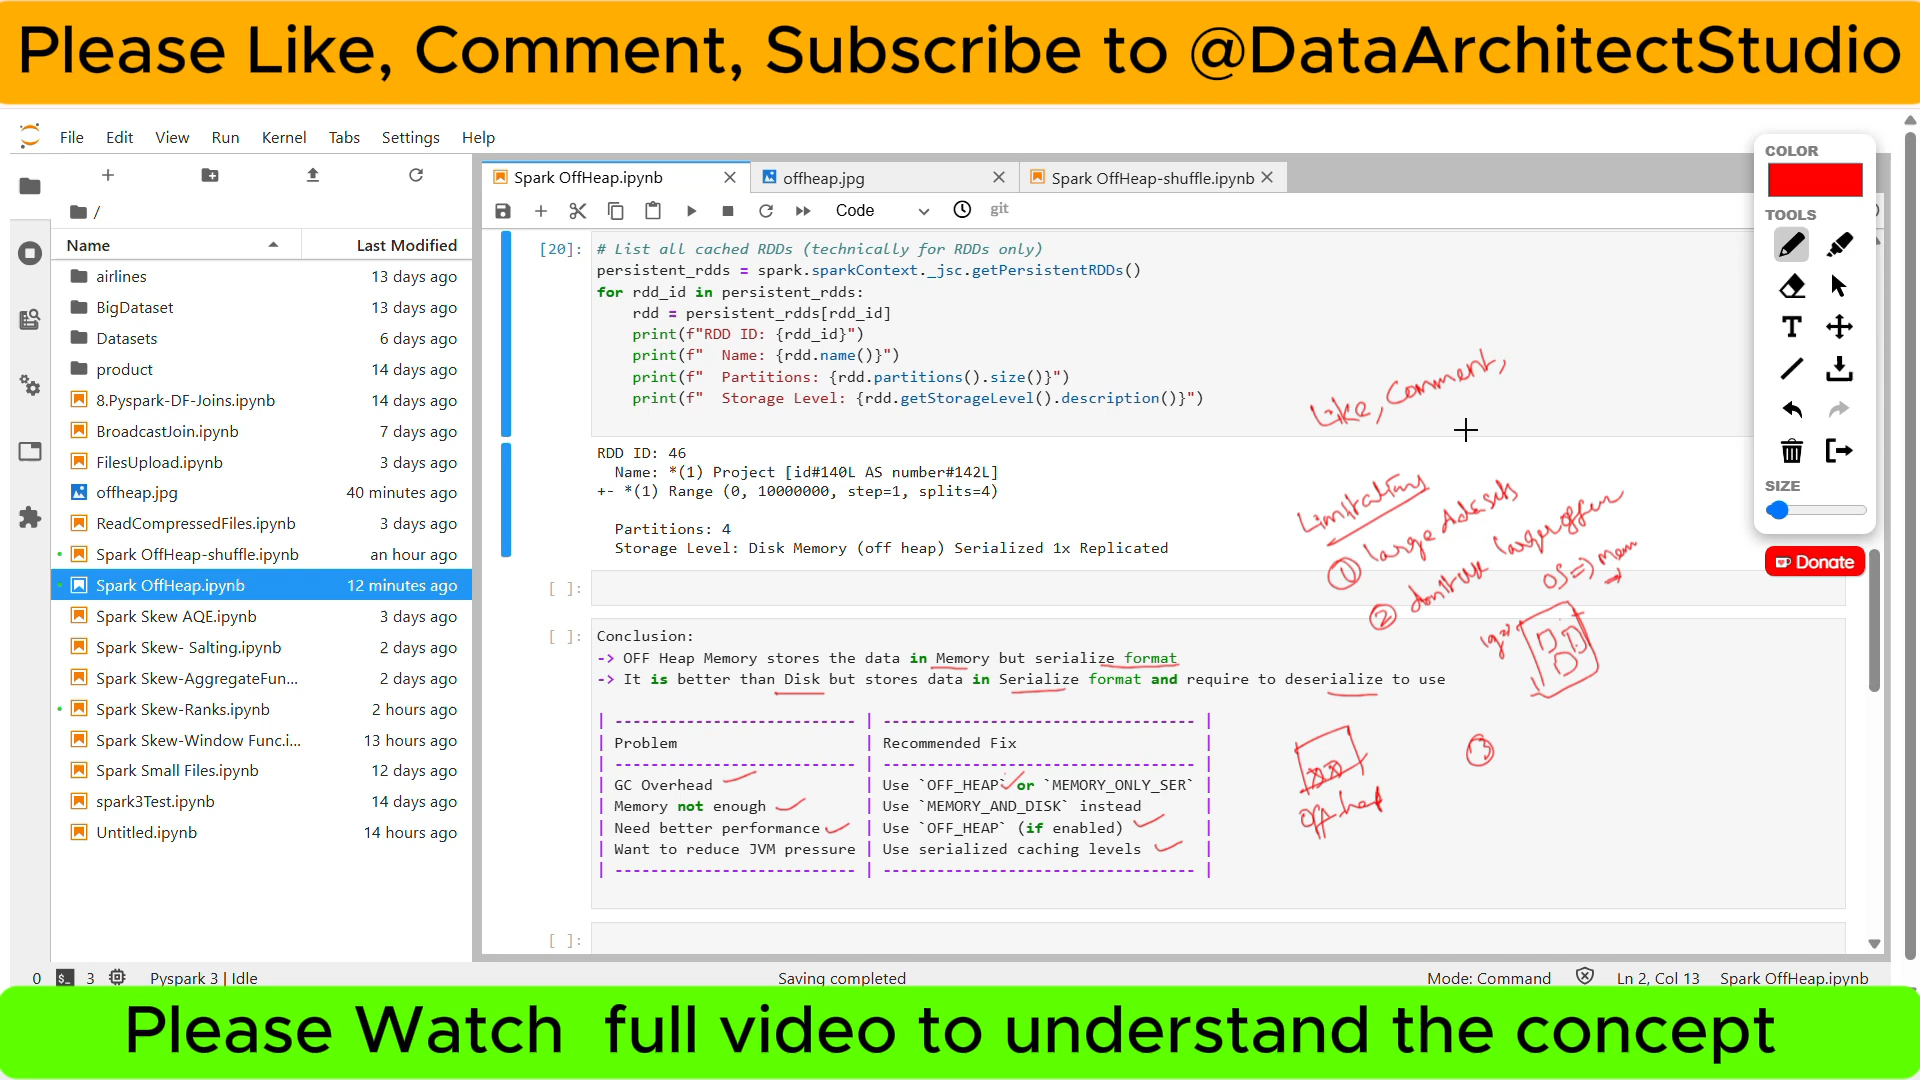 Please Like, Comment, Subscribe to @DataArchitectStudio
File Edit View Run Kernel Tabs Settings Help
COLOR
Spark OffHeap.ipynb
offheap.jpg
Spark OffHeap-shuffle.ipynb
/
Code
git
TOOLS
Name Last Modified
airlines 13 days ago
BigDataset 13 days ago
Datasets 6 days ago
product 14 days ago
8.Pyspark-DF-Joins.ipynb 14 days ago
BroadcastJoin.ipynb 7 days ago
FilesUpload.ipynb 3 days ago
offheap.jpg 40 minutes ago
ReadCompressedFiles.ipynb 3 days ago
Spark OffHeap-shuffle.ipynb an hour ago
Spark OffHeap.ipynb 12 minutes ago
Spark Skew AQE.ipynb 3 days ago
Spark Skew- Salting.ipynb 2 days ago
Spark Skew-AggregateFun... 2 days ago
Spark Skew-Ranks.ipynb 2 hours ago
Spark Skew-Window Func.i... 13 hours ago
Spark Small Files.ipynb 12 days ago
spark3Test.ipynb 14 days ago
Untitled.ipynb 14 hours ago
[20]: # List all cached RDDs (technically for RDDs only)
persistent_rdds = spark.sparkContext._jsc.getPersistentRDDs()
for rdd_id in persistent_rdds:
rdd = persistent_rdds[rdd_id]
print(f"RDD ID: {rdd_id}")
print(f"  Name: {rdd.name()}")
print(f"  Partitions: {rdd.partitions().size()}")
print(f"  Storage Level: {rdd.getStorageLevel().description()}")
Like, Comment,
RDD ID: 46
Name: *(1) Project [id#140L AS number#142L]
+- *(1) Range (0, 10000000, step=1, splits=4)
Partitions: 4
Storage Level: Disk Memory (off heap) Serialized 1x Replicated
Limitations
① large
② dont use larger
OS => mem
SIZE
Donate
[ ]:
[ ]: Conclusion:
-> OFF Heap Memory stores the data in Memory but serialize format
-> It is better than Disk but stores data in Serialize format and require to deserialize to use
| --------------------------- | ----------------------------------- |
| Problem | Recommended Fix |
| --------------------------- | ----------------------------------- |
| GC Overhead | Use `OFF_HEAP` or `MEMORY_ONLY_SER` |
| Memory not enough | Use `MEMORY_AND_DISK` instead |
| Need better performance | Use `OFF_HEAP` (if enabled) |
| Want to reduce JVM pressure | Use serialized caching levels |
| --------------------------- | ----------------------------------- |
off-heap
③
[ ]:
0 3 Pyspark 3 | Idle Saving completed Mode: Command Ln 2, Col 13 Spark OffHeap.ipynb
Please Watch full video to understand the concept